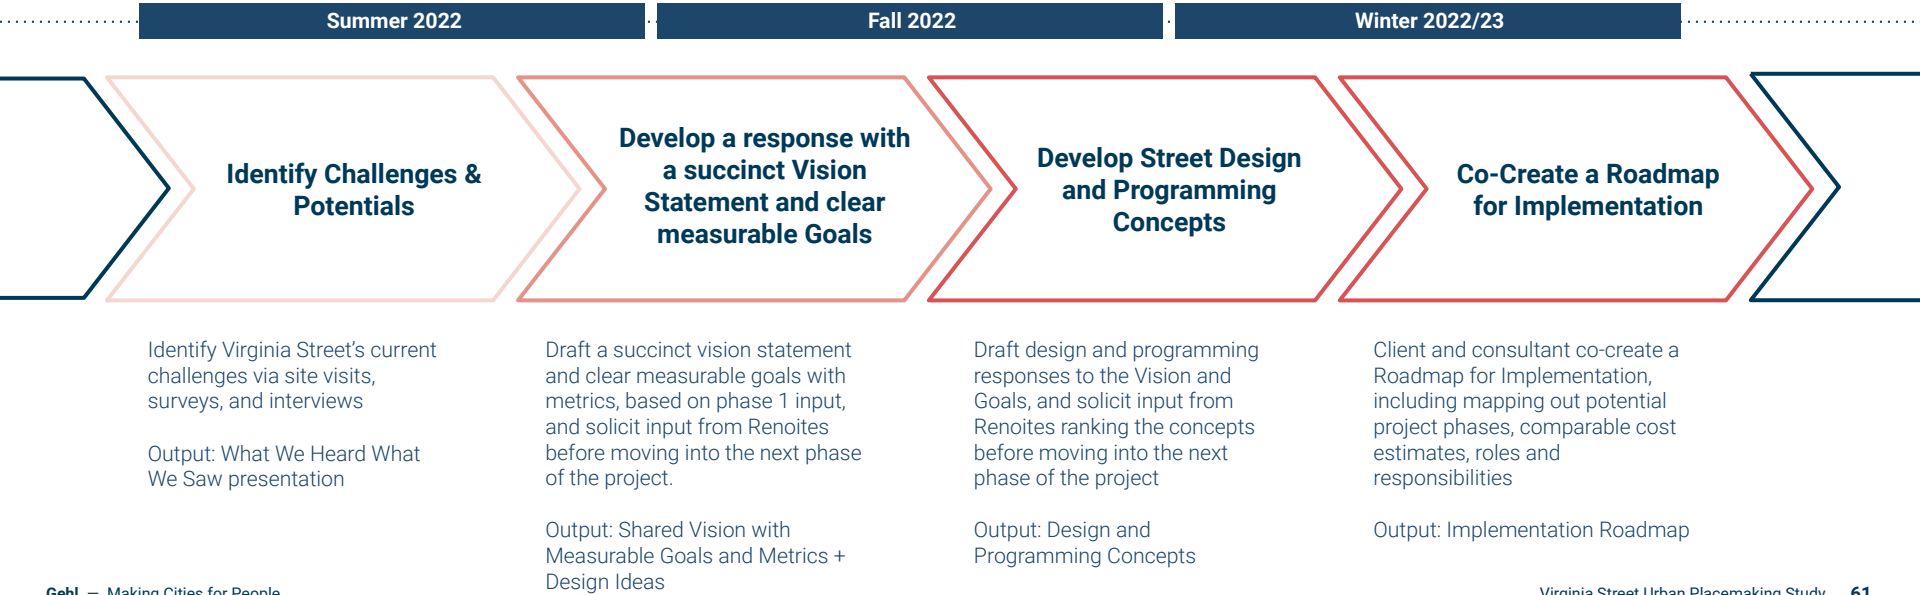 Summer 2022
Fall 2022
Winter 2022/23
Identify Challenges &
Potentials
Develop a response with
a succinct Vision
Statement and clear
measurable Goals
Develop Street Design
and Programming
Concepts
Co-Create a Roadmap
for Implementation
Identify Virginia Street’s current
challenges via site visits,
surveys, and interviews
Output: What We Heard What
We Saw presentation
Draft a succinct vision statement
and clear measurable goals with
metrics, based on phase 1 input,
and solicit input from Renoites
before moving into the next phase
of the project.
Output: Shared Vision with
Measurable Goals and Metrics +
Design Ideas
Draft design and programming
responses to the Vision and
Goals, and solicit input from
Renoites ranking the concepts
before moving into the next
phase of the project
Output: Design and
Programming Concepts
Client and consultant co-create a
Roadmap for Implementation,
including mapping out potential
project phases, comparable cost
estimates, roles and
responsibilities
Output: Implementation Roadmap
Gehl — Making Cities for People
Virginia Street Urban Placemaking Study 61